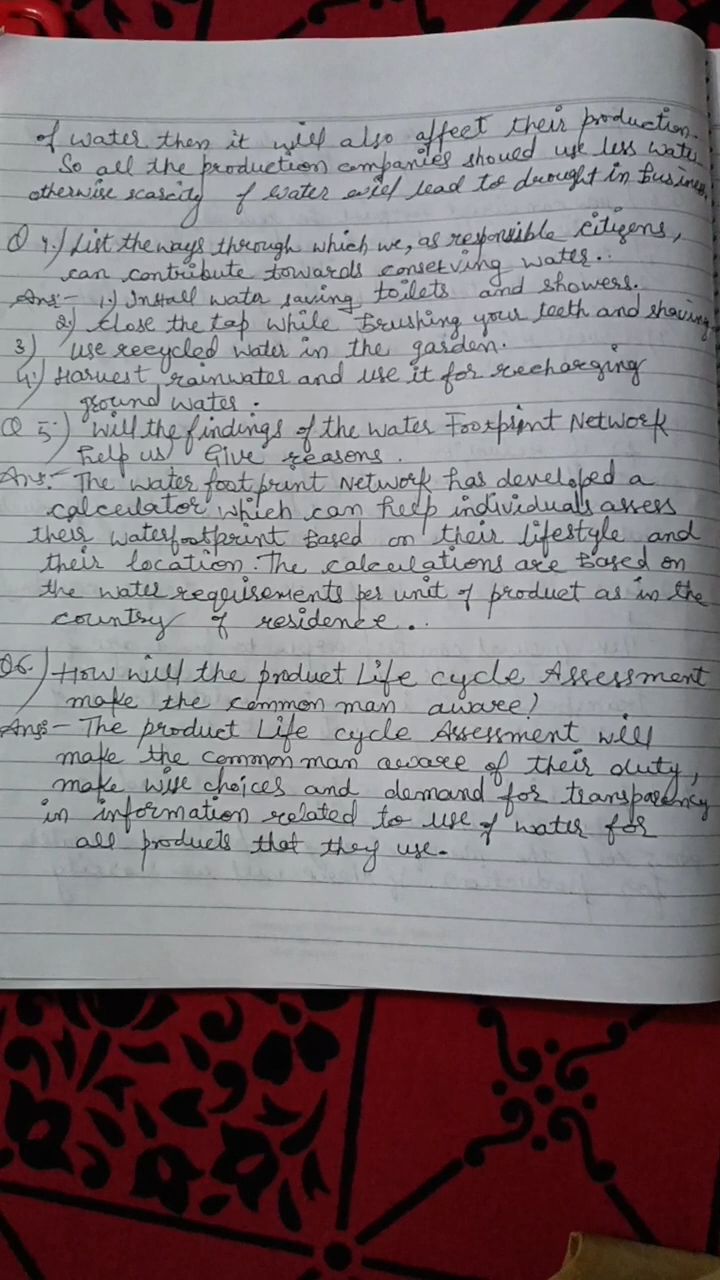 of water then it will also affect their production.
So all the production companies should use less water
otherwise scarcity of water will lead to drought in Business.
Q 4.) List the ways through which we, as responsible citizens,
can contribute towards conserving water..
Ans:- 1.) Install water saving toilets and showers.
2.) Close the tap while Brushing your teeth and shaving
3) use recycled water in the garden.
4.) Harvest rainwater and use it for recharging
ground water.
Q 5.) Will the findings of the water Footprint Network
help us Give reasons.
Ans:- The water footprint Network has developed a
calculator which can help individuals assess
their waterfootprint Based on their lifestyle and
their location. The calculations are Based on
the water requirements per unit of product as in the
country of residence..
Q6.) How will the product Life cycle Assessment
make the common man aware?
Ans:- The product Life cycle Assessment will
make the common man aware of their duty,
make wise choices and demand for transparency
in information related to use of water for
all products that they use.